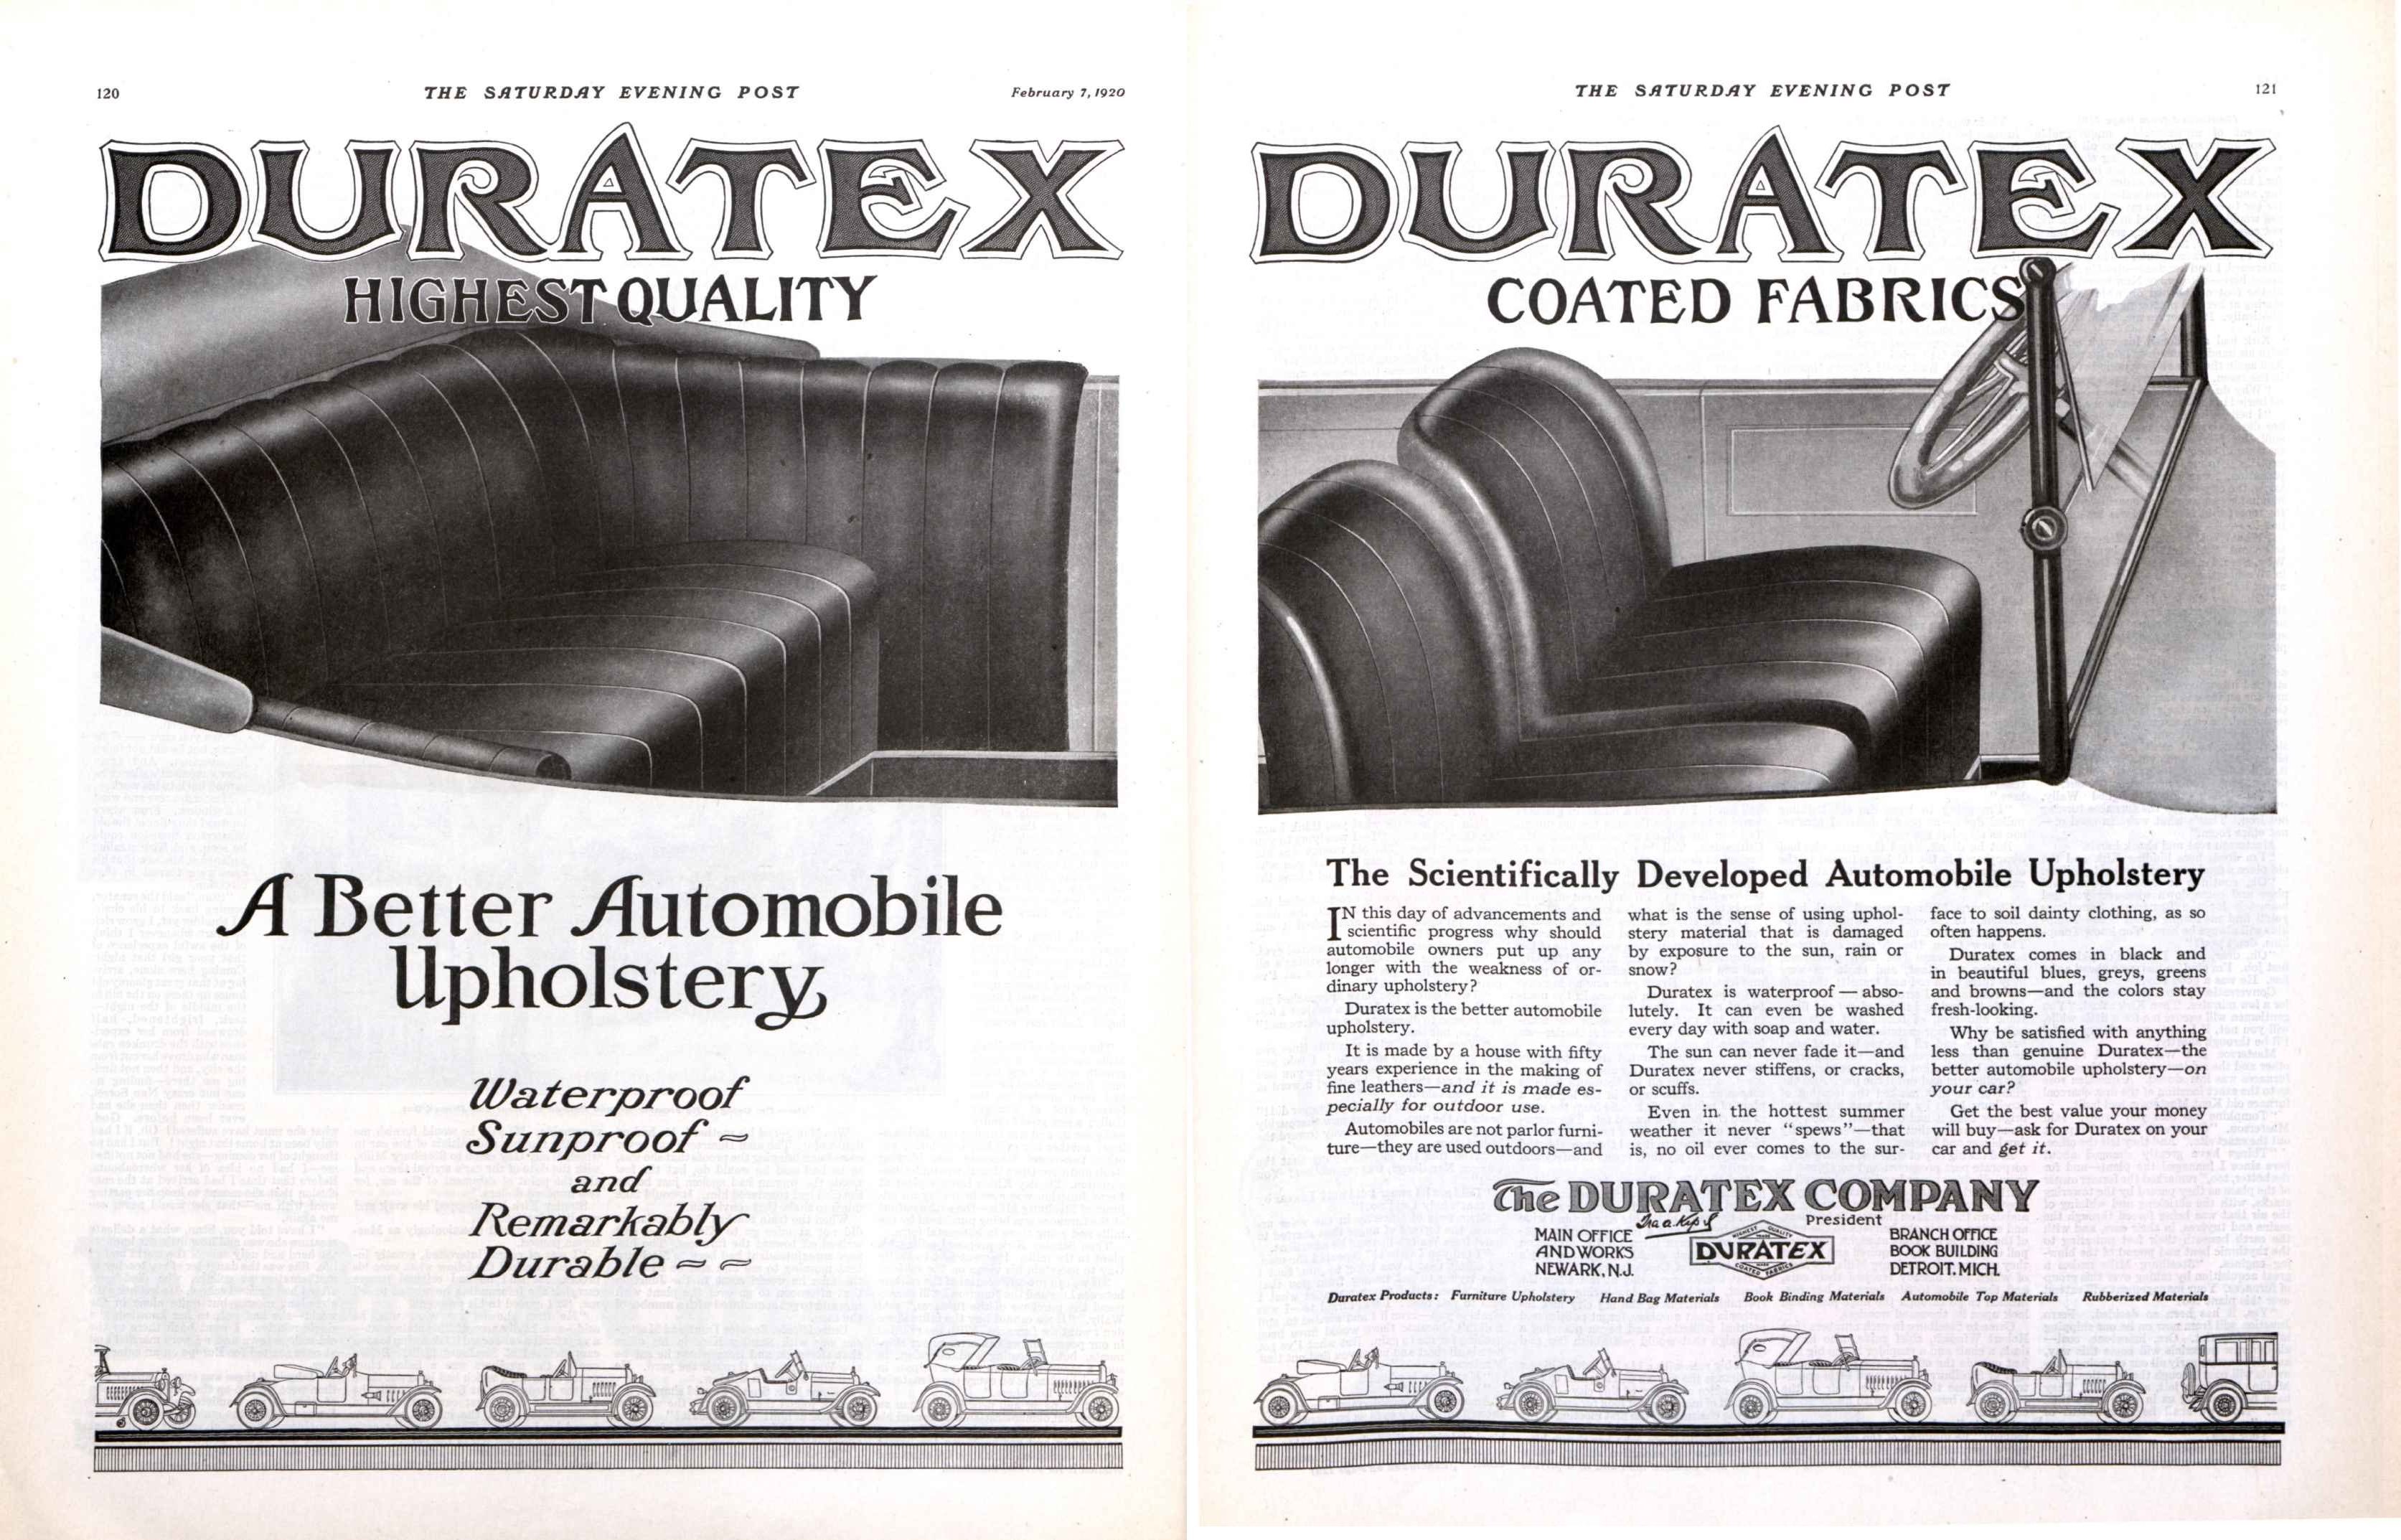 120
THE SATURDAY EVENING POST
February 7, 1920
DURATEX
HIGHEST QUALITY
A Better Automobile
Upholstery
Waterproof
Sunproof ~
and
Remarkably
Durable ~ ~
THE SATURDAY EVENING POST
121
DURATEX
COATED FABRICS
The Scientifically Developed Automobile Upholstery
IN this day of advancements and
scientific progress why should
automobile owners put up any
longer with the weakness of or-
dinary upholstery?
Duratex is the better automobile
upholstery.
It is made by a house with fifty
years experience in the making of
fine leathers—and it is made es-
pecially for outdoor use.
Automobiles are not parlor furni-
ture—they are used outdoors—and
what is the sense of using uphol-
stery material that is damaged
by exposure to the sun, rain or
snow?
Duratex is waterproof — abso-
lutely. It can even be washed
every day with soap and water.
The sun can never fade it—and
Duratex never stiffens, or cracks,
or scuffs.
Even in the hottest summer
weather it never "spews"—that
is, no oil ever comes to the sur-
face to soil dainty clothing, as so
often happens.
Duratex comes in black and
in beautiful blues, greys, greens
and browns—and the colors stay
fresh-looking.
Why be satisfied with anything
less than genuine Duratex—the
better automobile upholstery—on
your car?
Get the best value your money
will buy—ask for Duratex on your
car and get it.
The DURATEX COMPANY
Ira a. Kip Jr President
MAIN OFFICE
AND WORKS
NEWARK, N.J.
HIGHEST QUALITY
DURATEX
COATED FABRICS
BRANCH OFFICE
BOOK BUILDING
DETROIT. MICH.
Duratex Products: Furniture Upholstery Hand Bag Materials Book Binding Materials Automobile Top Materials Rubberized Materials